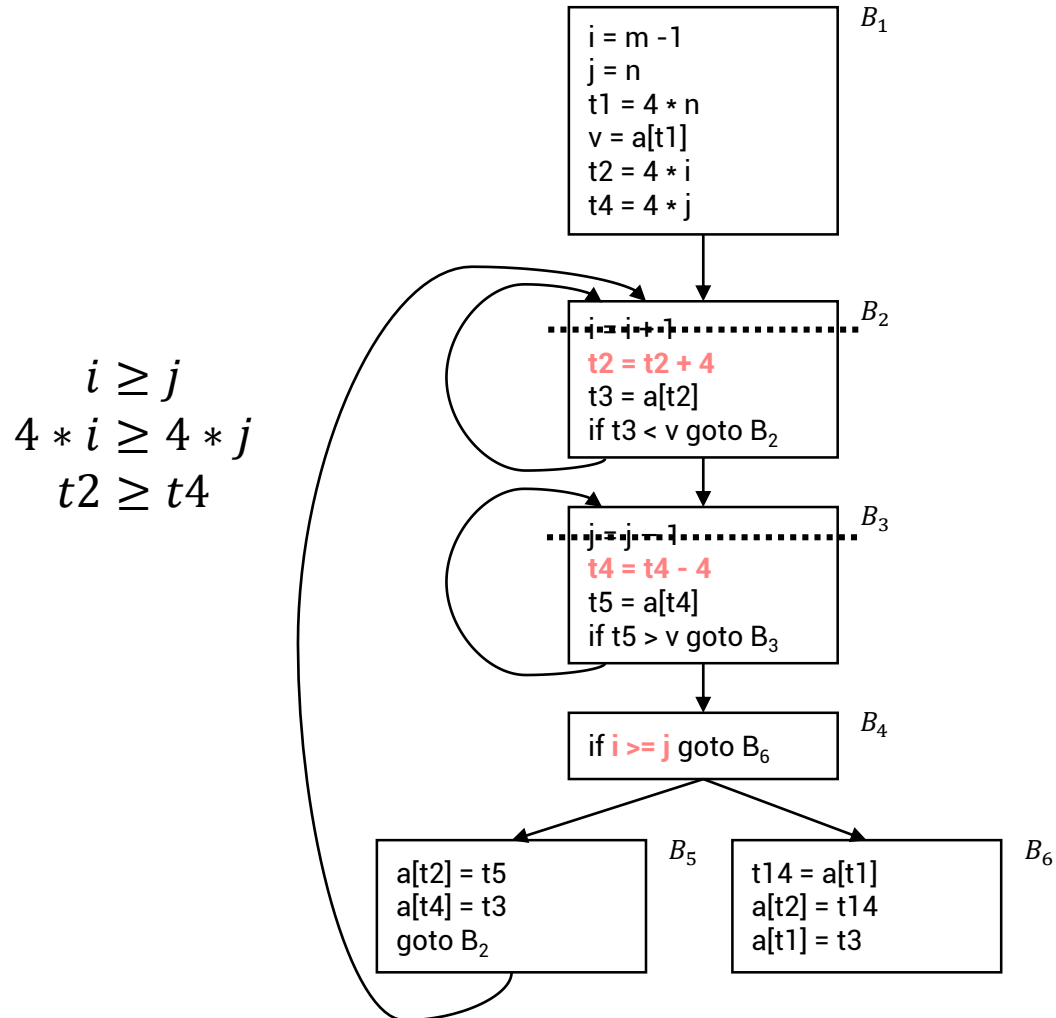 B₁
i = m -1
j = n
t1 = 4 * n
v = a[t1]
t2 = 4 * i
t4 = 4 * j
B₂
i = i + 1
t2 = t2 + 4
t3 = a[t2]
if t3 < v goto B₂
i ≥ j
4 * i ≥ 4 * j
t2 ≥ t4
B₃
j = j – 1
t4 = t4 - 4
t5 = a[t4]
if t5 > v goto B₃
B₄
if i >= j goto B₆
B₅
a[t2] = t5
a[t4] = t3
goto B₂
B₆
t14 = a[t1]
a[t2] = t14
a[t1] = t3